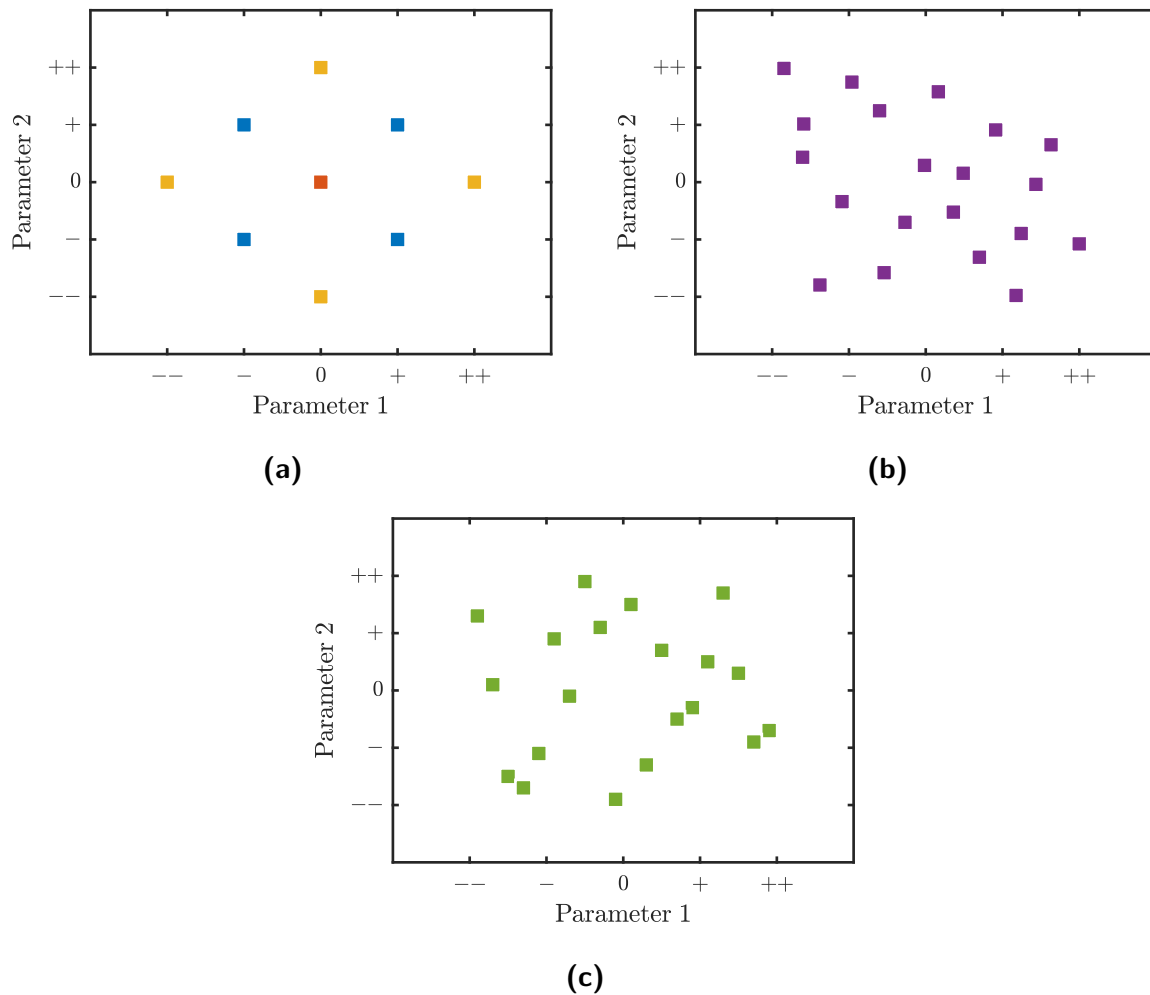 ++
+
0
−
−−
Parameter 2
−− − 0 + ++
Parameter 1
(a)
++
+
0
−
−−
Parameter 2
−− − 0 + ++
Parameter 1
(b)
++
+
0
−
−−
Parameter 2
−− − 0 + ++
Parameter 1
(c)